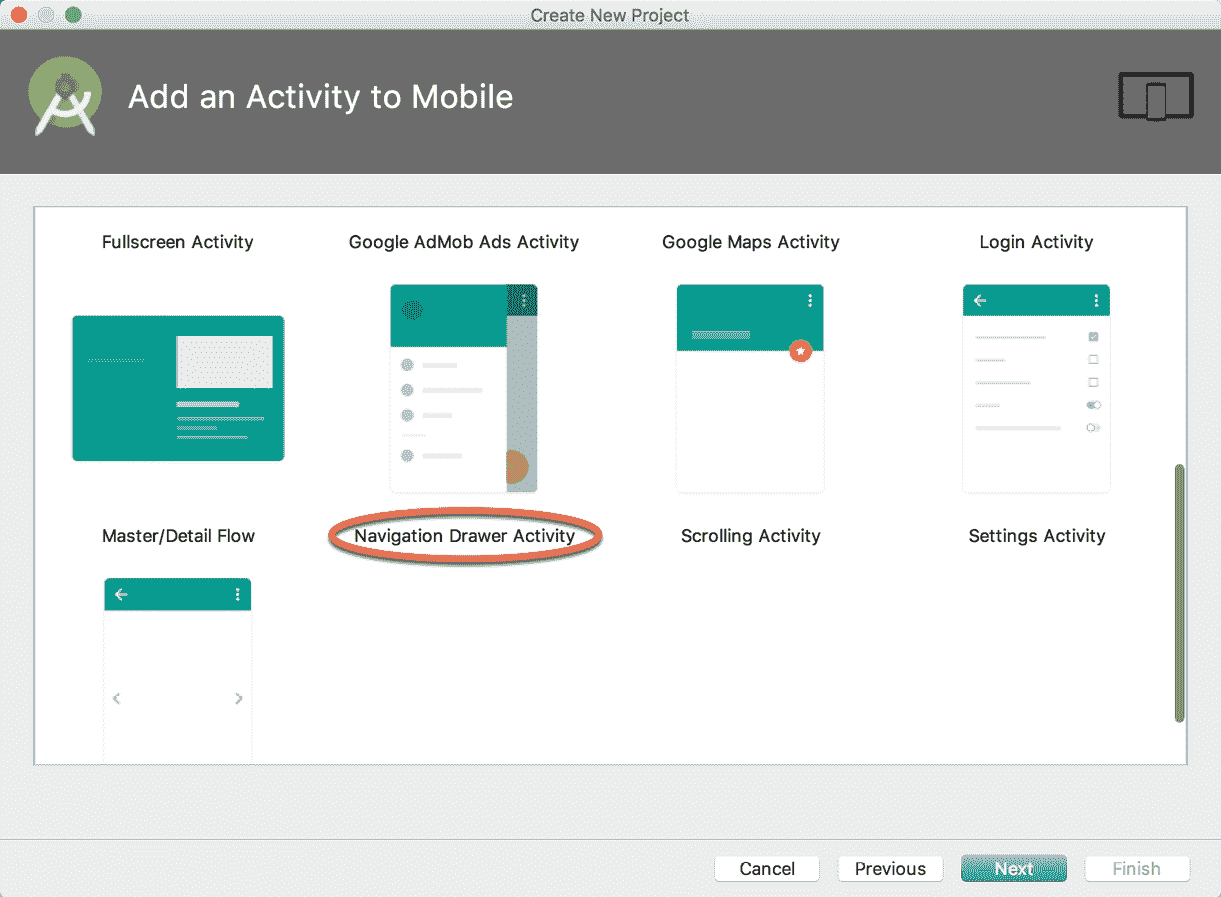 Create New Project
Add an Activity to Mobile
Fullscreen Activity
Google AdMob Ads Activity
Google Maps Activity
Login Activity
Master/Detail Flow
Navigation Drawer Activity
Scrolling Activity
Settings Activity
Cancel
Previous
Next
Finish